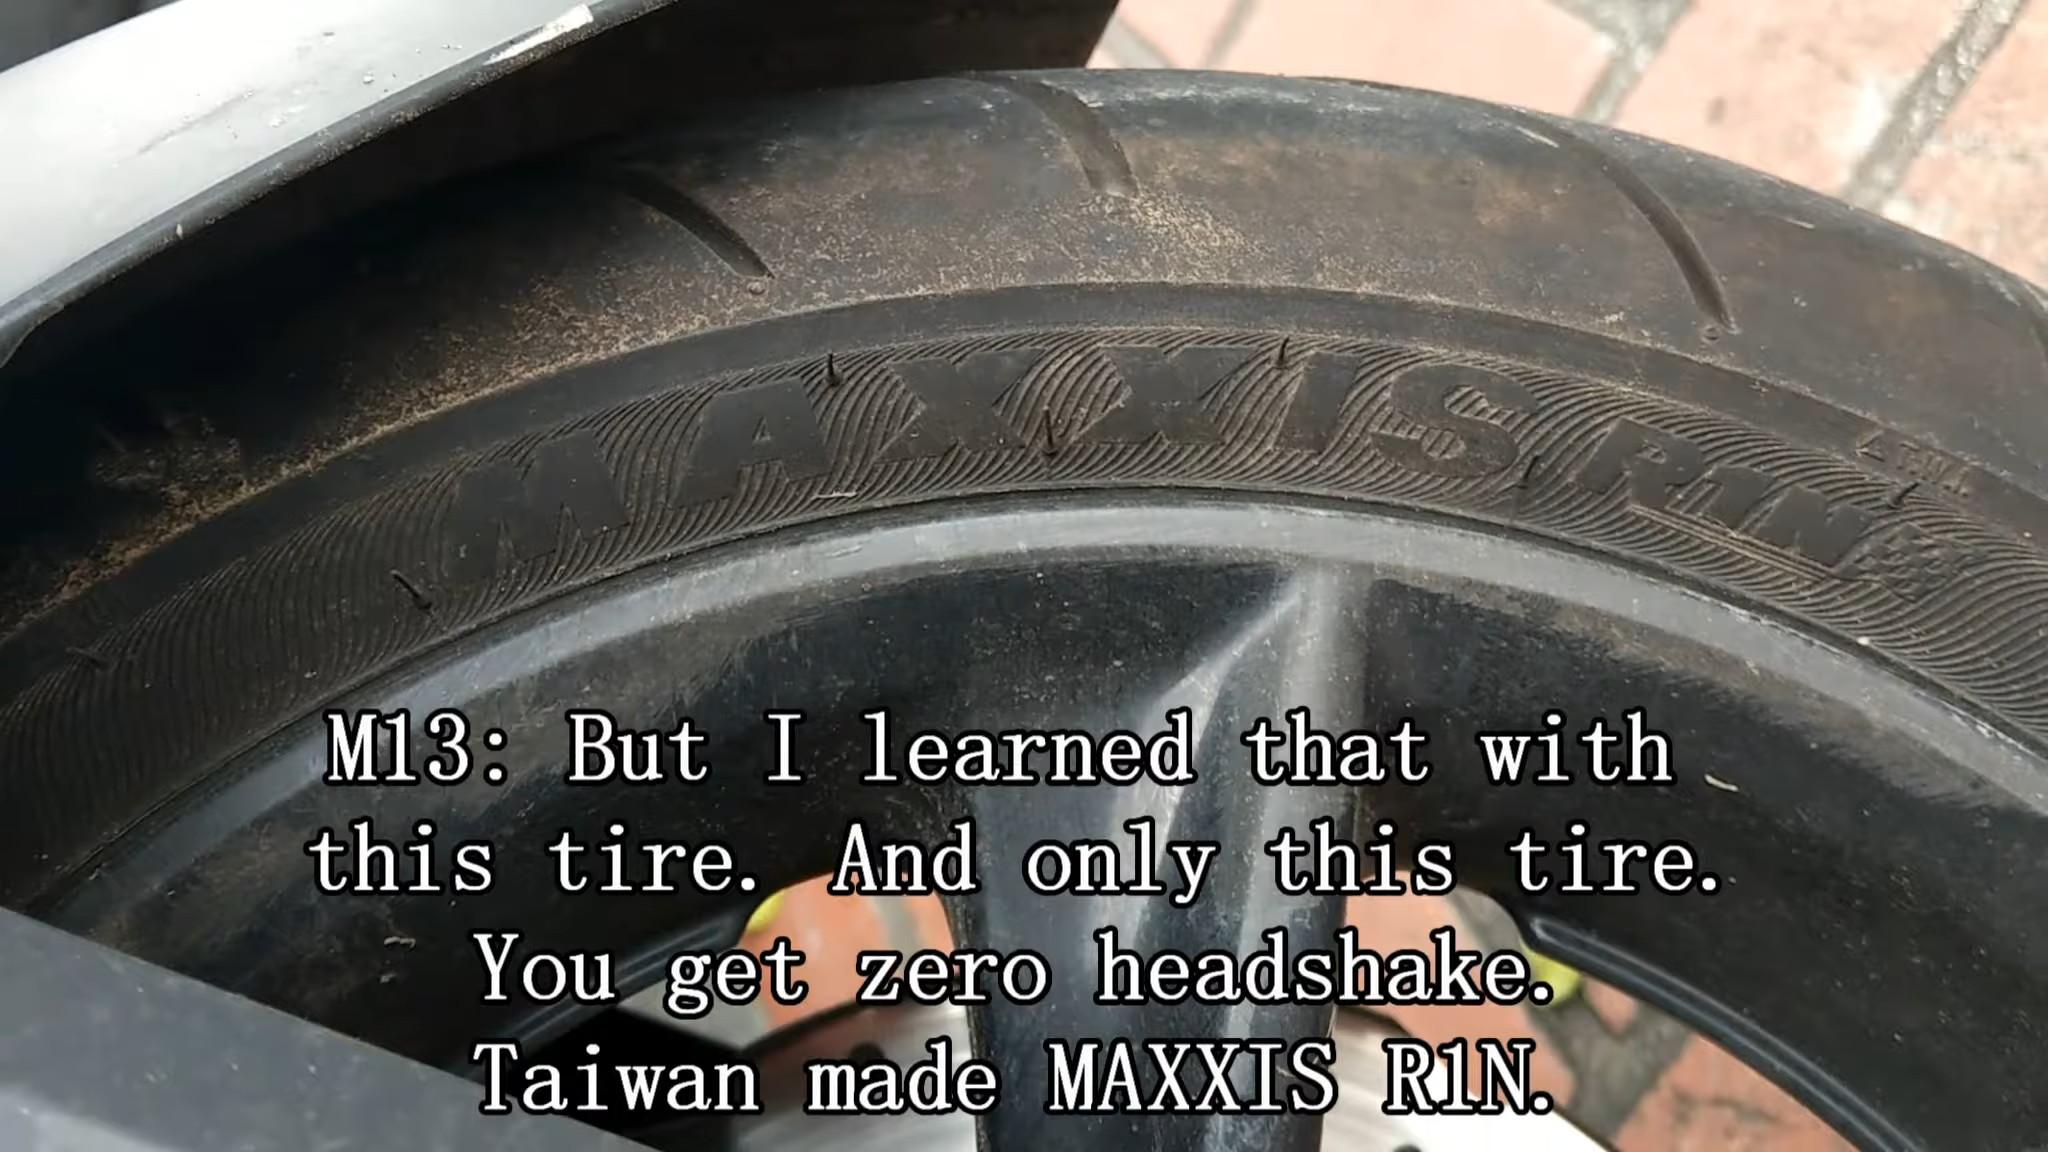 MAXXIS R1N
M13: But I learned that with
this tire. And only this tire.
You get zero headshake.
Taiwan made MAXXIS R1N.